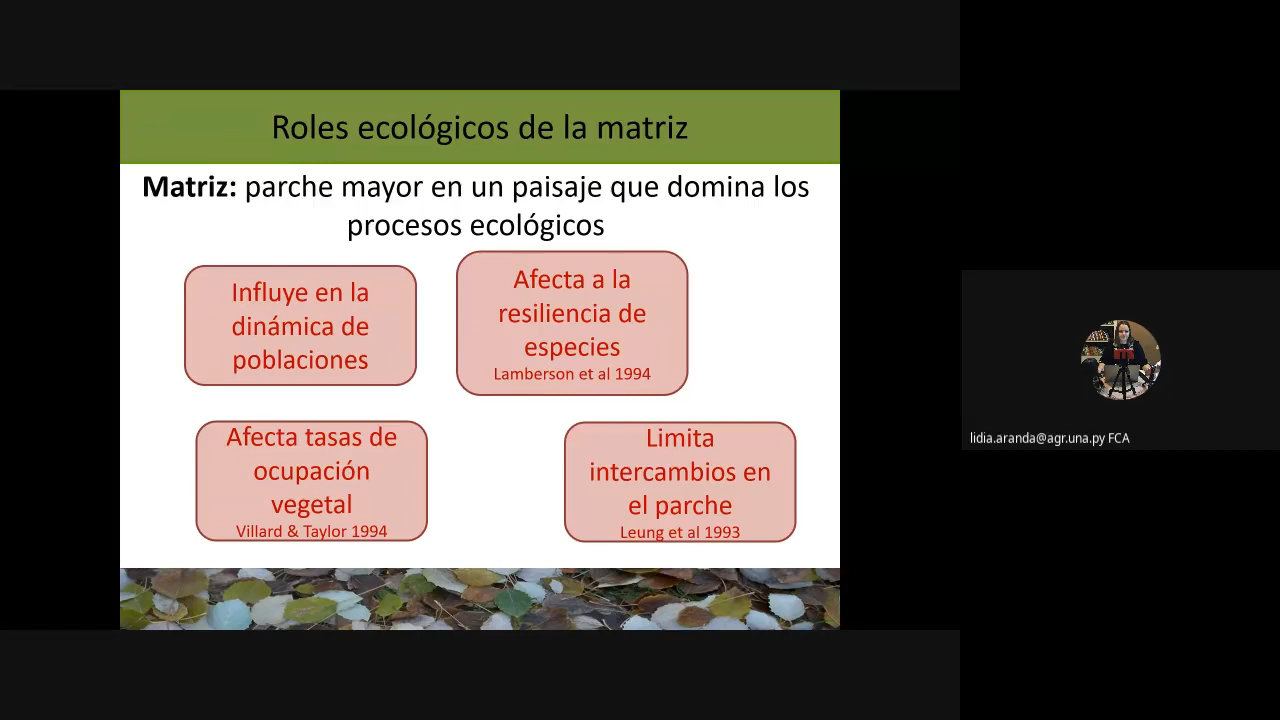 Roles ecológicos de la matriz
Matriz: parche mayor en un paisaje que domina los
procesos ecológicos
Influye en la
dinámica de
poblaciones
Afecta a la
resiliencia de
especies
Lamberson et al 1994
Afecta tasas de
ocupación
vegetal
Villard & Taylor 1994
Limita
intercambios en
el parche
Leung et al 1993
lidia.aranda@agr.una.py FCA